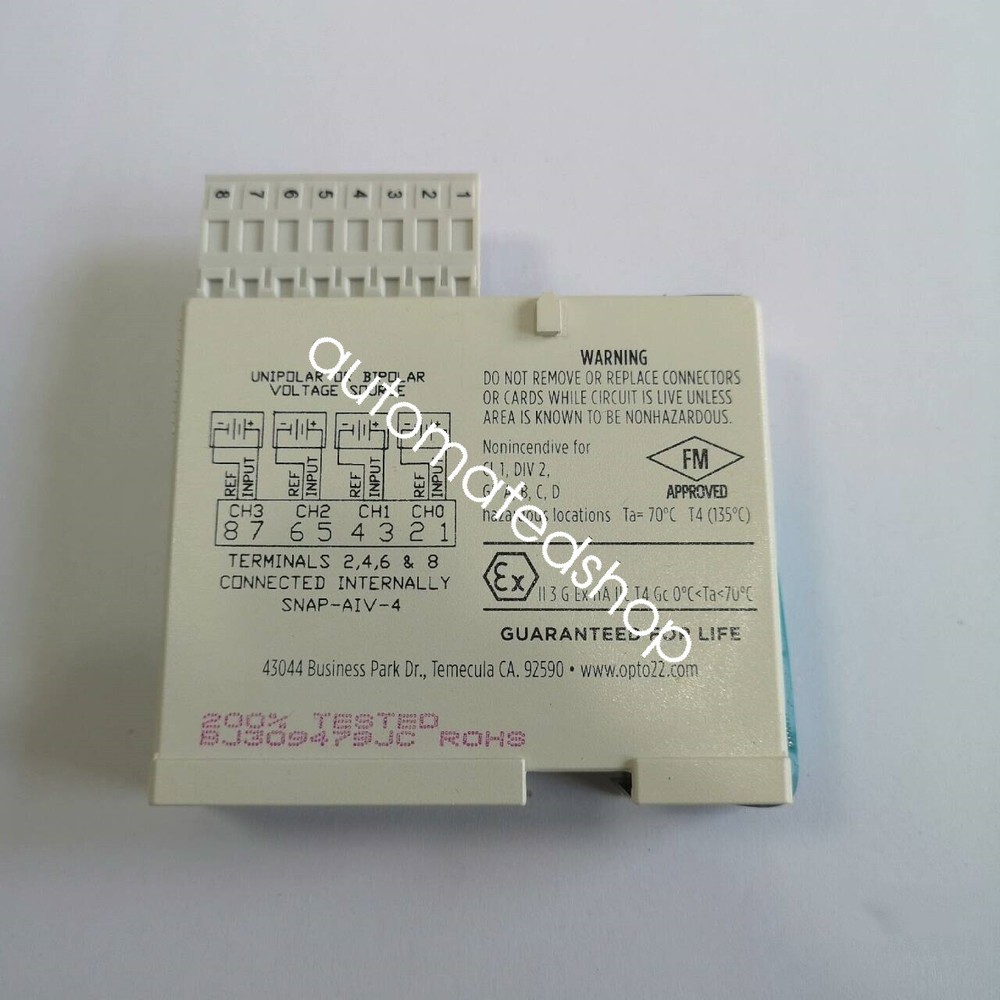 8 7 6 5 4 3 2 1
UNIPOLAR OR BIPOLAR
VOLTAGE SOURCE
- + - + - + - +
REF INPUT REF INPUT REF INPUT REF INPUT
CH3 CH2 CH1 CH0
8 7 6 5 4 3 2 1
TERMINALS 2,4,6 & 8
CONNECTED INTERNALLY
SNAP-AIV-4
WARNING
DO NOT REMOVE OR REPLACE CONNECTORS
OR CARDS WHILE CIRCUIT IS LIVE UNLESS
AREA IS KNOWN TO BE NONHAZARDOUS.
Nonincendive for
CI 1, DIV 2,
B, C, D
hazardous locations Ta= 70°C T4 (135°C)
FM
APPROVED
Ex
II 3 G Ex nA T4 Gc 0°C<Ta<70°C
GUARANTEED FOR LIFE
43044 Business Park Dr., Temecula CA. 92590 • www.opto22.com
200% TESTED
BJ309479JC ROHS
automatedshop